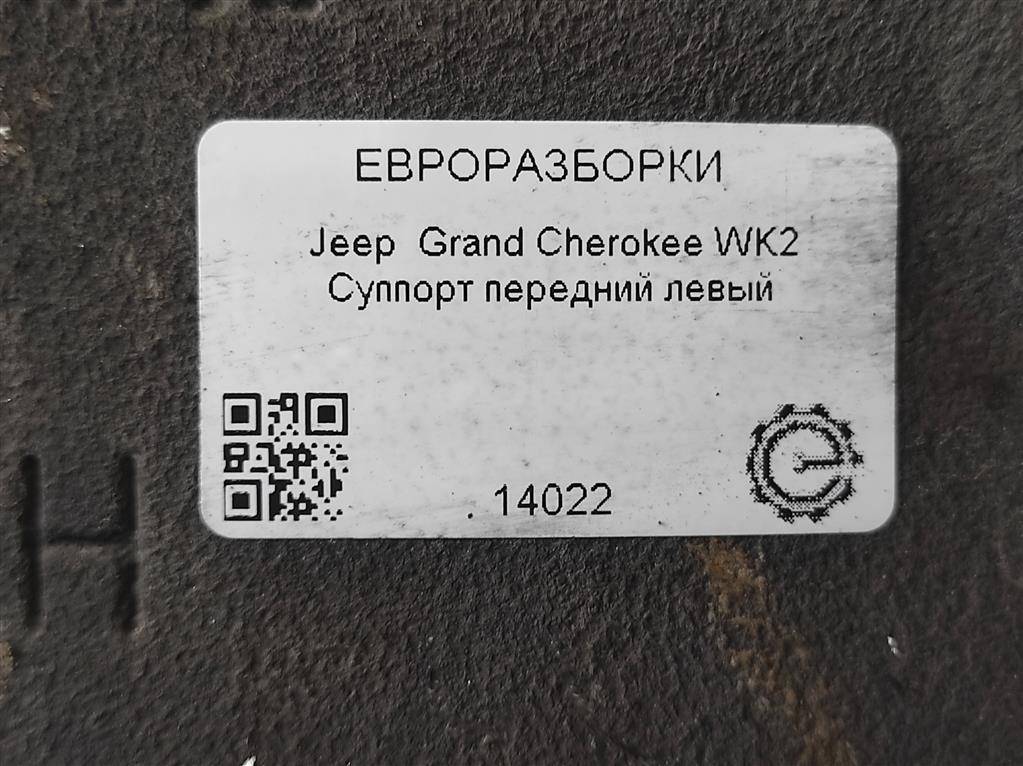 ЕВРОРАЗБОРКИ
Jeep Grand Cherokee WK2
Суппорт передний левый
14022
H